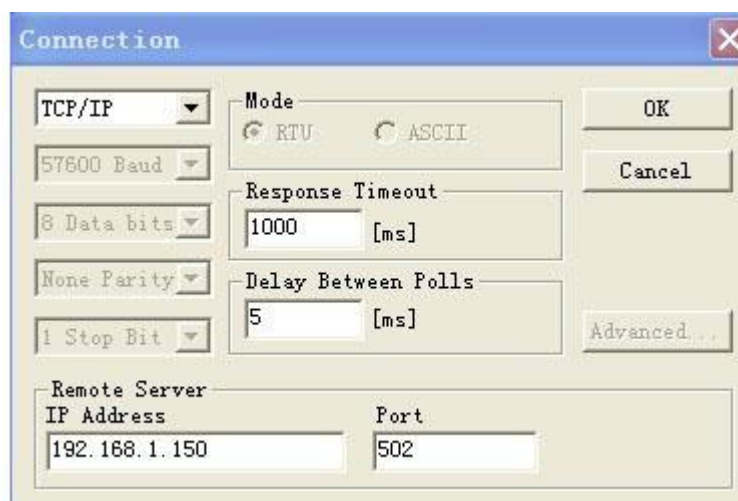 Connection
TCP/IP
57600 Baud
8 Data bits
None Parity
1 Stop Bit
Mode
RTU ASCII
Response Timeout
1000 [ms]
Delay Between Polls
5 [ms]
OK
Cancel
Advanced...
Remote Server
IP Address Port
192.168.1.150 502